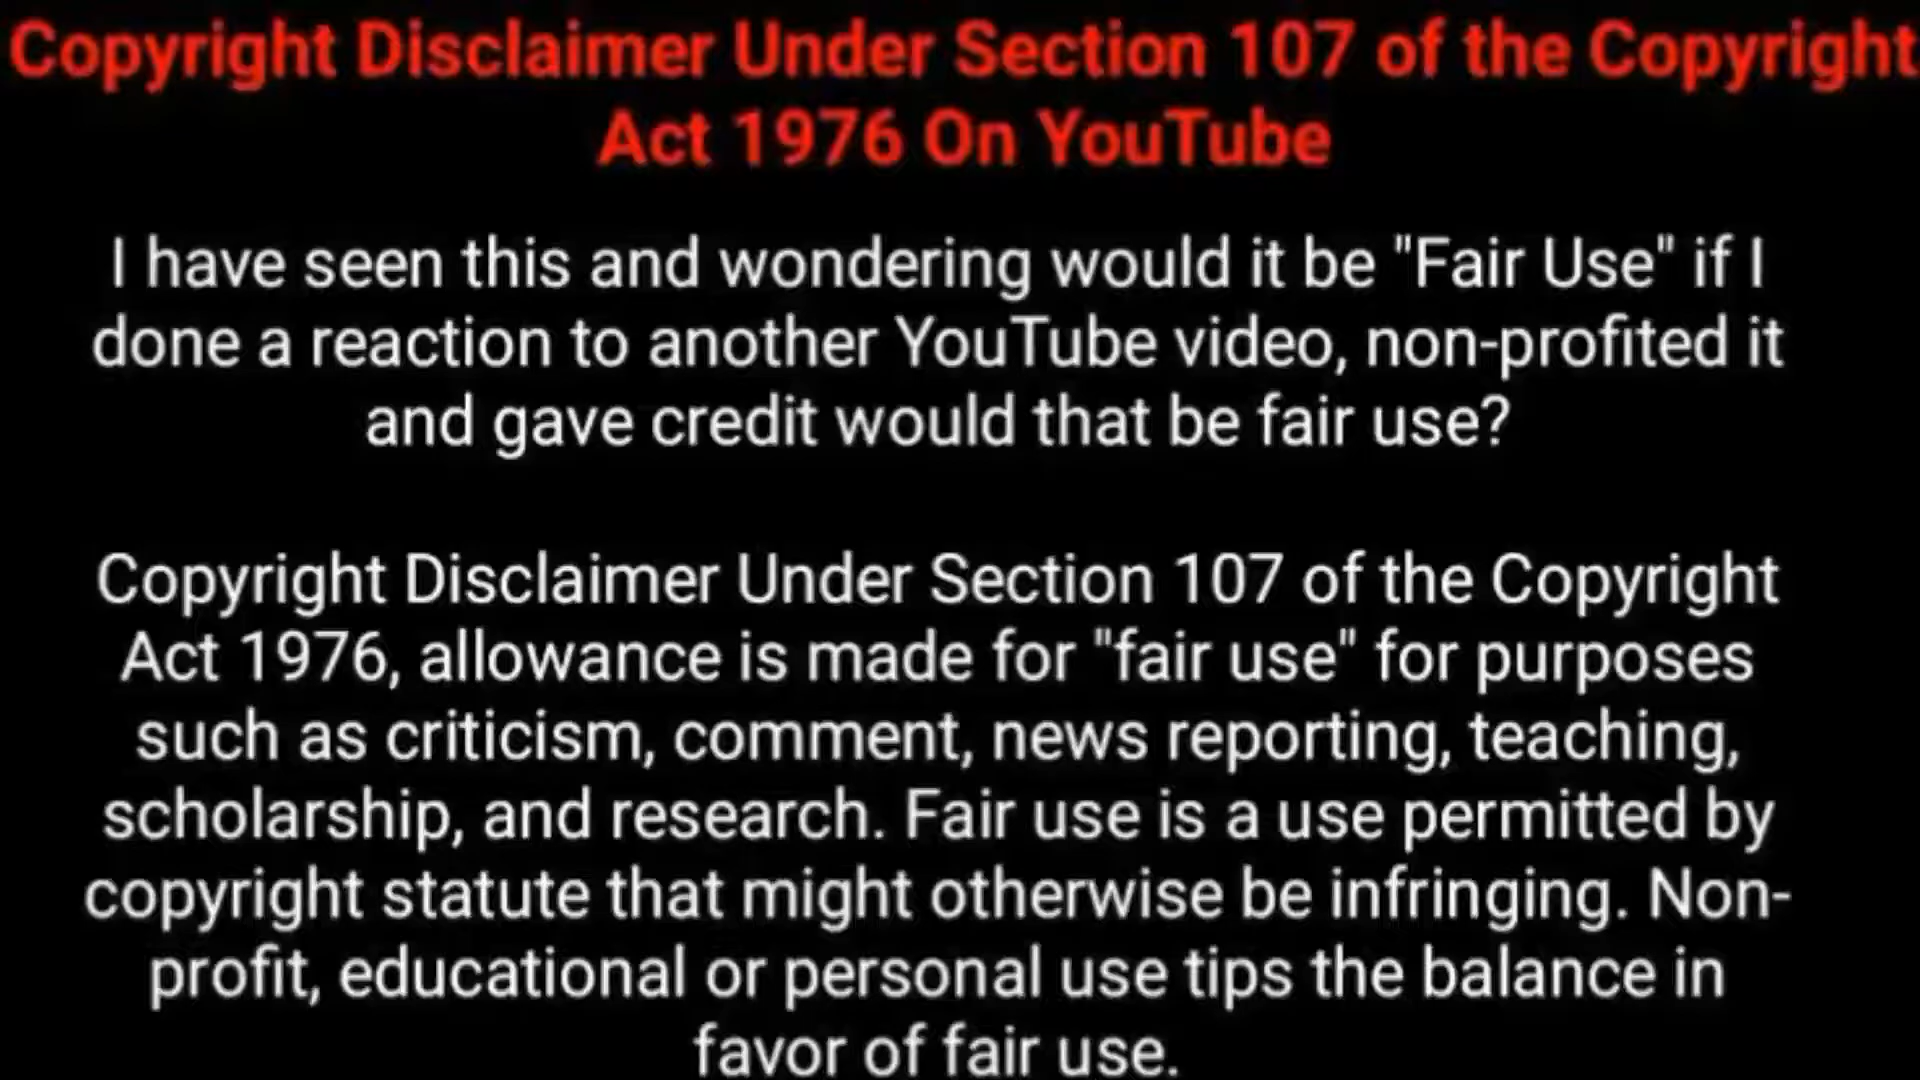 Copyright Disclaimer Under Section 107 of the Copyright
Act 1976 On YouTube
I have seen this and wondering would it be "Fair Use" if I
done a reaction to another YouTube video, non-profited it
and gave credit would that be fair use?
Copyright Disclaimer Under Section 107 of the Copyright
Act 1976, allowance is made for "fair use" for purposes
such as criticism, comment, news reporting, teaching,
scholarship, and research. Fair use is a use permitted by
copyright statute that might otherwise be infringing. Non-
profit, educational or personal use tips the balance in
favor of fair use.